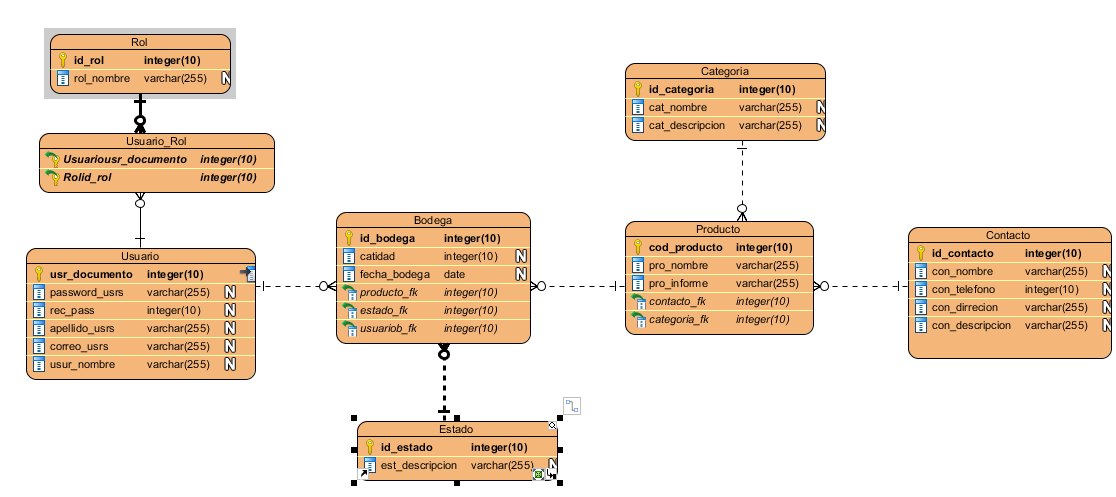 Rol
id_rol integer(10)
rol_nombre varchar(255) N
Usuario_Rol
Usuariousr_documento integer(10)
Rolid_rol integer(10)
Usuario
usr_documento integer(10)
password_usrs varchar(255) N
rec_pass integer(10) N
apellido_usrs varchar(255) N
correo_usrs varchar(255) N
usur_nombre varchar(255) N
Bodega
id_bodega integer(10)
catidad integer(10) N
fecha_bodega date N
producto_fk integer(10)
estado_fk integer(10)
usuariob_fk integer(10)
Estado
id_estado integer(10)
est_descripcion varchar(255) N
Categoria
id_categoria integer(10)
cat_nombre varchar(255) N
cat_descripcion varchar(255) N
Producto
cod_producto integer(10)
pro_nombre varchar(255)
pro_informe varchar(255)
contacto_fk integer(10)
categoria_fk integer(10)
Contacto
id_contacto integer(10)
con_nombre varchar(255) N
con_telefono integer(10) N
con_dirrecion varchar(255) N
con_descripcion varchar(255) N